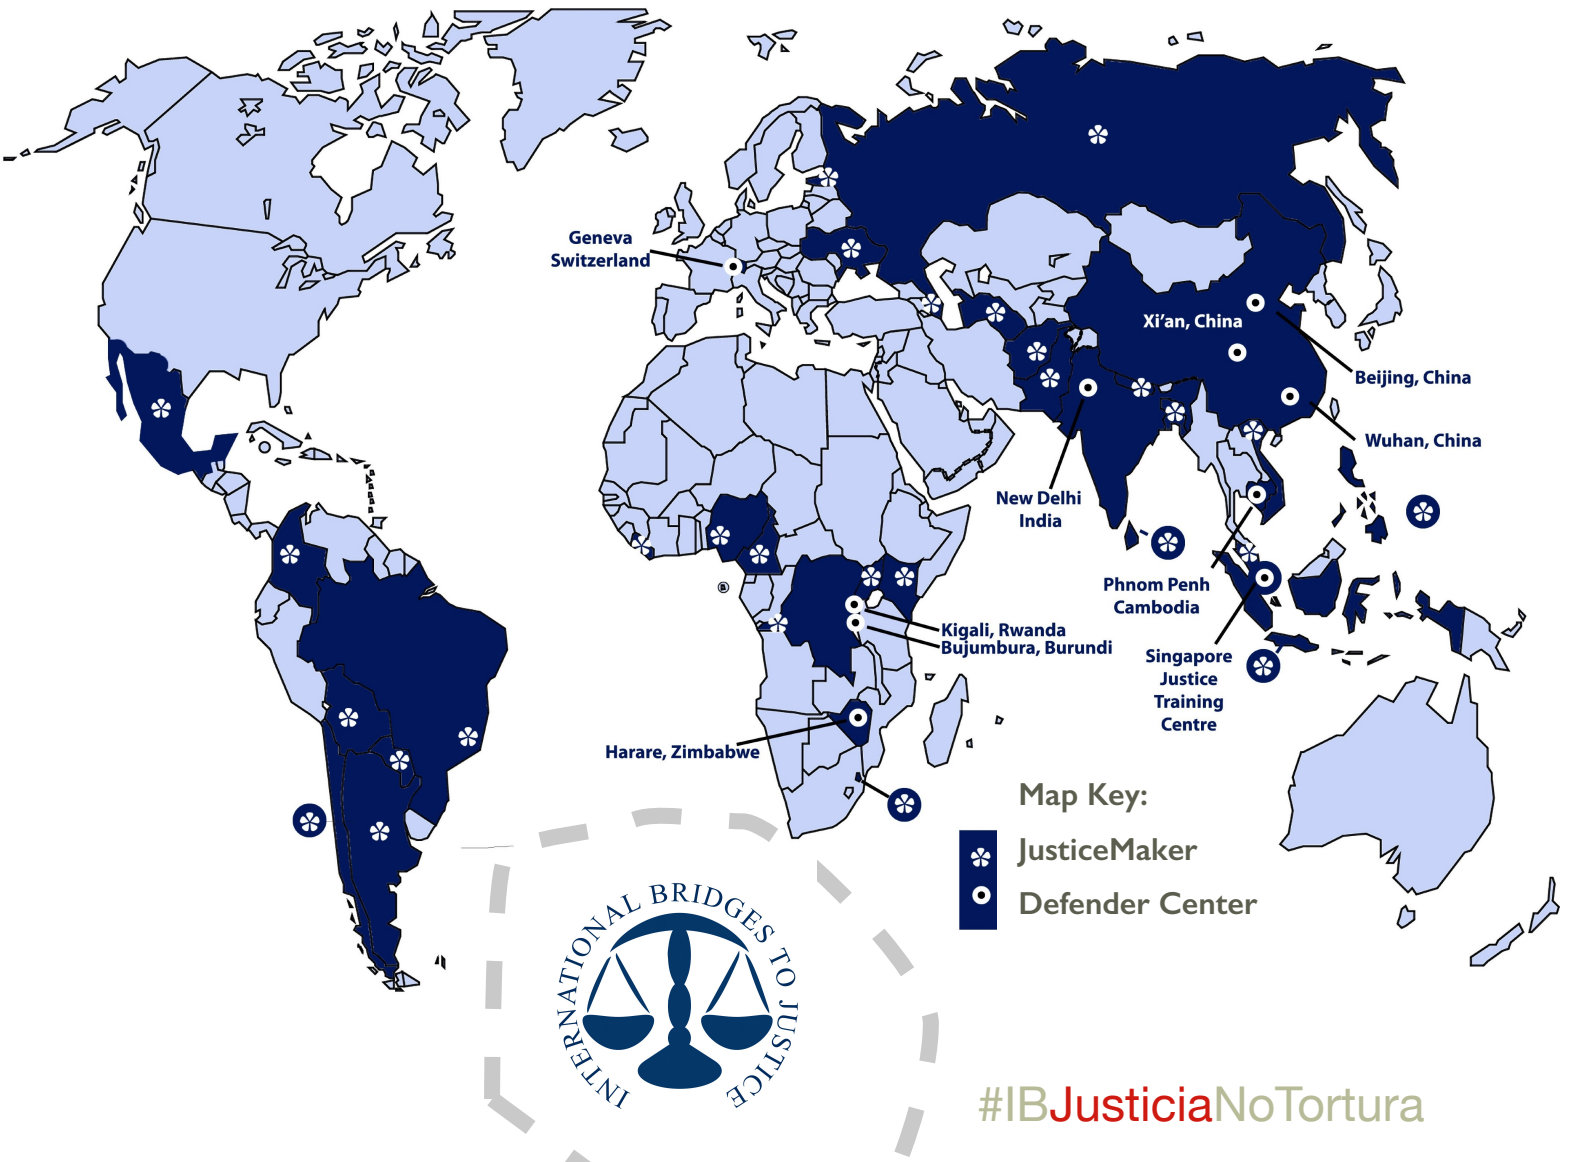 Geneva
Switzerland
Xi’an, China
Beijing, China
Wuhan, China
New Delhi
India
Phnom Penh
Cambodia
Kigali, Rwanda
Bujumbura, Burundi
Singapore
Justice
Training
Centre
Harare, Zimbabwe
Map Key:
JusticeMaker
Defender Center
INTERNATIONAL BRIDGES TO JUSTICE
#IBJusticiaNoTortura